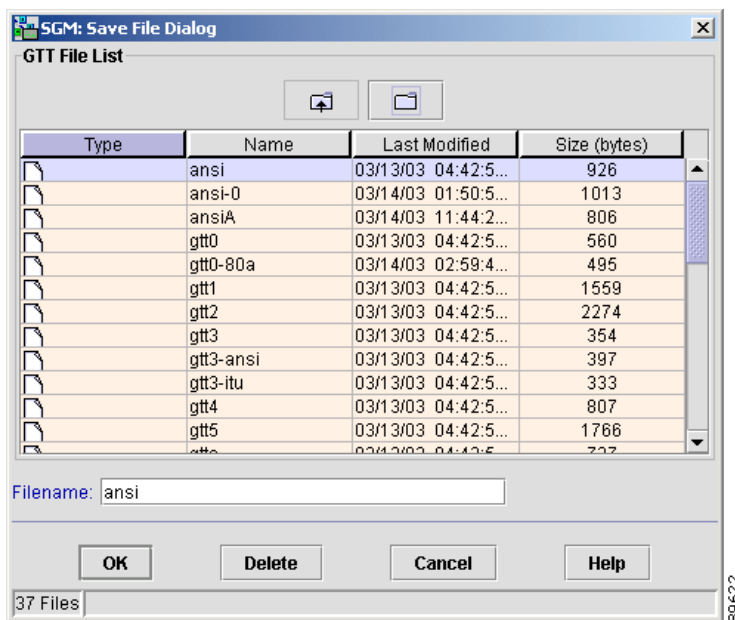 SGM: Save File Dialog
GTT File List
Type Name Last Modified Size (bytes)
ansi 03/13/03 04:42:5... 926
ansi-0 03/14/03 01:50:5... 1013
ansiA 03/14/03 11:44:2... 806
gtt0 03/13/03 04:42:5... 560
gtt0-80a 03/14/03 02:59:4... 495
gtt1 03/13/03 04:42:5... 1559
gtt2 03/13/03 04:42:5... 2274
gtt3 03/13/03 04:42:5... 354
gtt3-ansi 03/13/03 04:42:5... 397
gtt3-itu 03/13/03 04:42:5... 333
gtt4 03/13/03 04:42:5... 807
gtt5 03/13/03 04:42:5... 1766
Filename: ansi
OK Delete Cancel Help
37 Files
89622